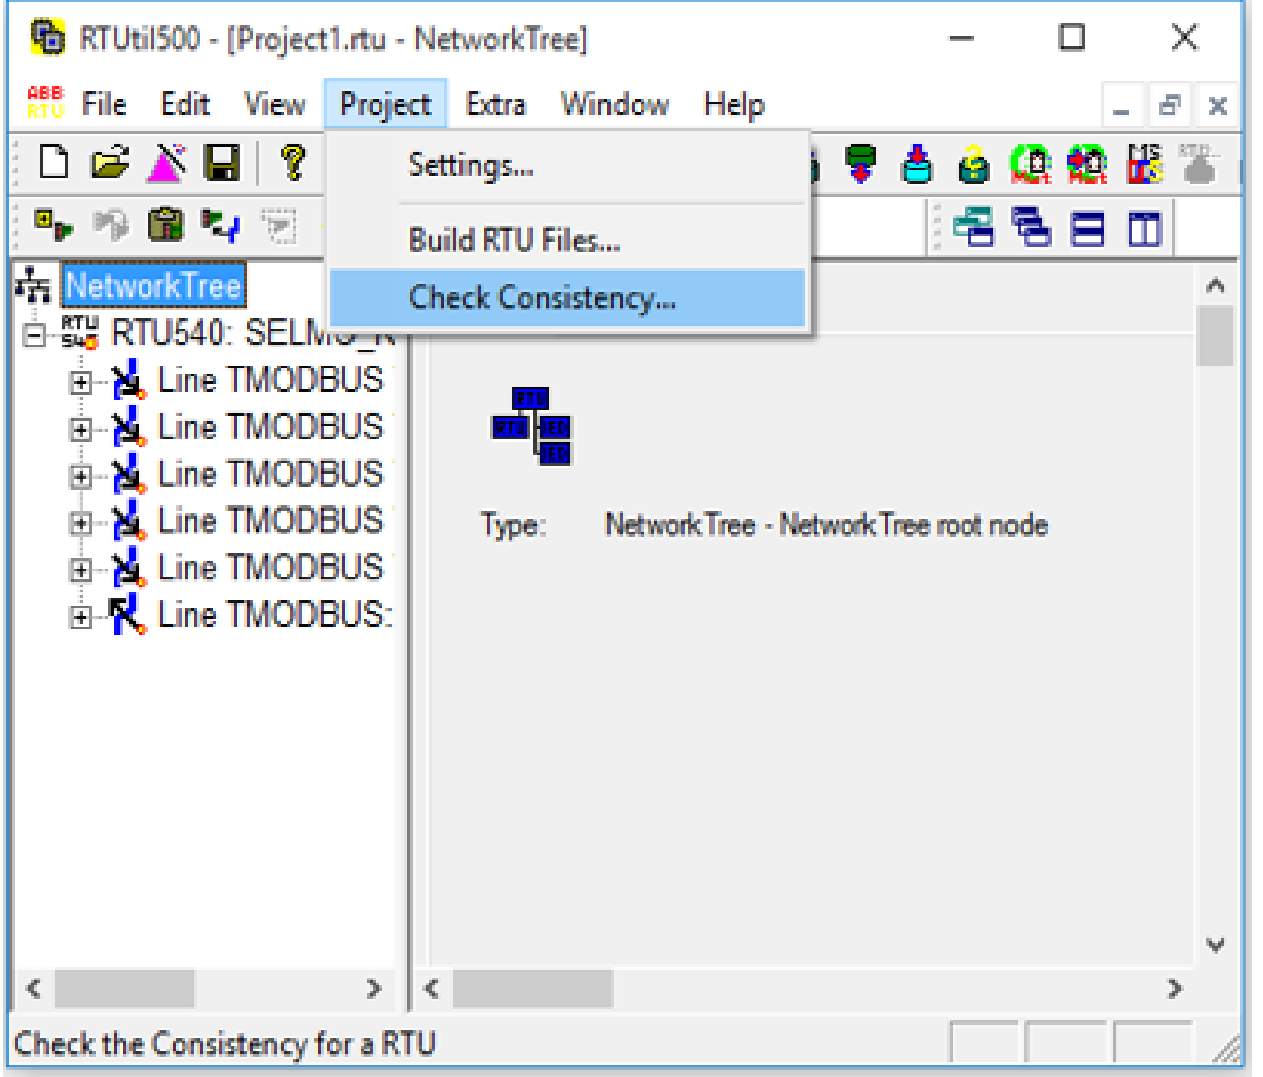 RTUtil500 - [Project1.rtu - NetworkTree]
ABB RTU File Edit View Project Extra Window Help
Settings...
Build RTU Files...
Check Consistency...
NetworkTree
RTU540:
Line TMODBUS
Line TMODBUS
Line TMODBUS
Line TMODBUS
Line TMODBUS
Line TMODBUS:
RTU
RTU
Type: NetworkTree - NetworkTree root node
Check the Consistency for a RTU